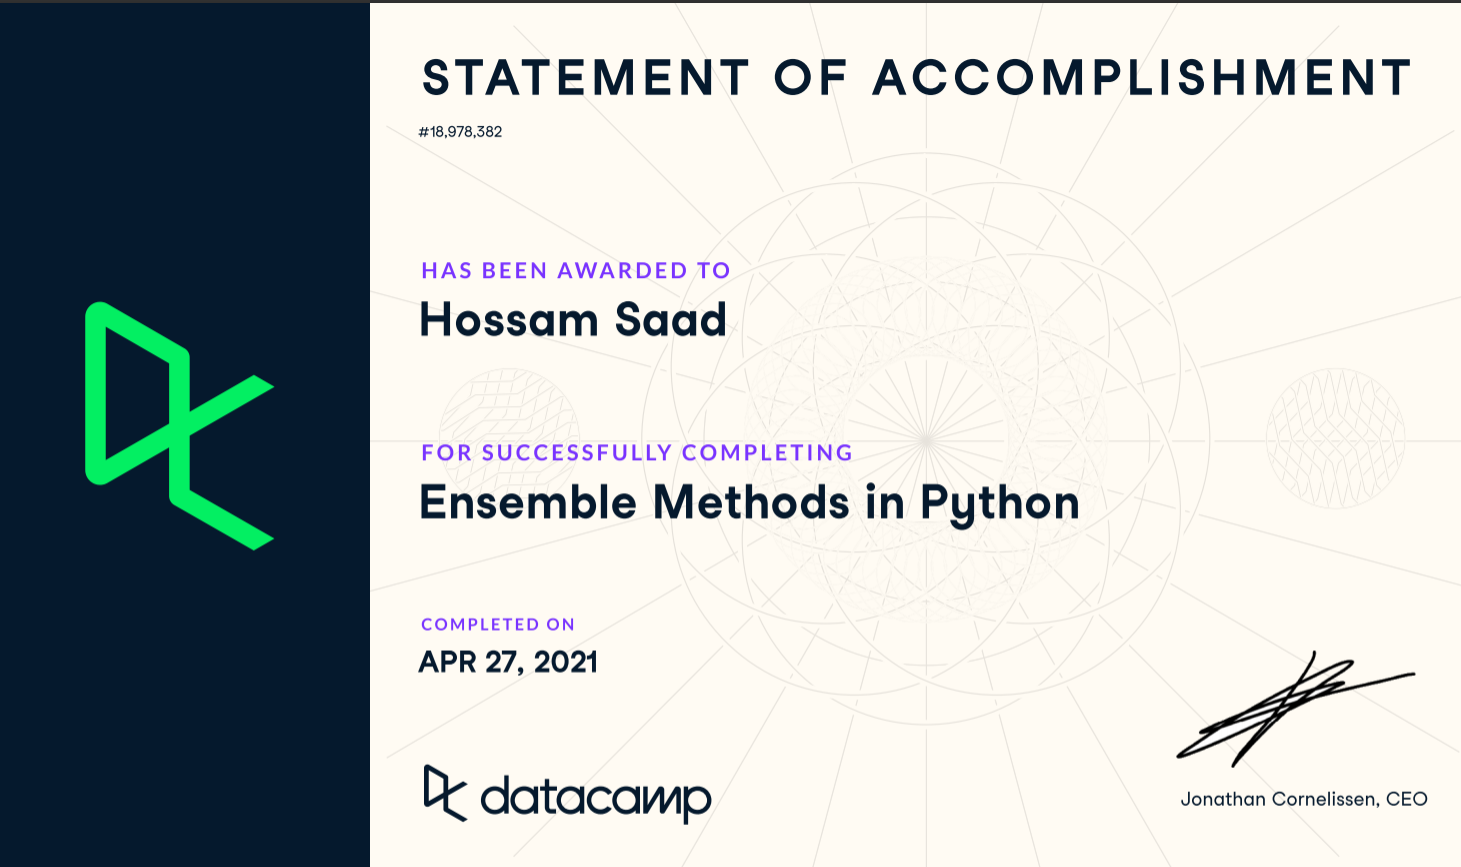 STATEMENT OF ACCOMPLISHMENT
#18,978,382
HAS BEEN AWARDED TO
Hossam Saad
FOR SUCCESSFULLY COMPLETING
Ensemble Methods in Python
COMPLETED ON
APR 27, 2021
datacamp
Jonathan Cornelissen, CEO